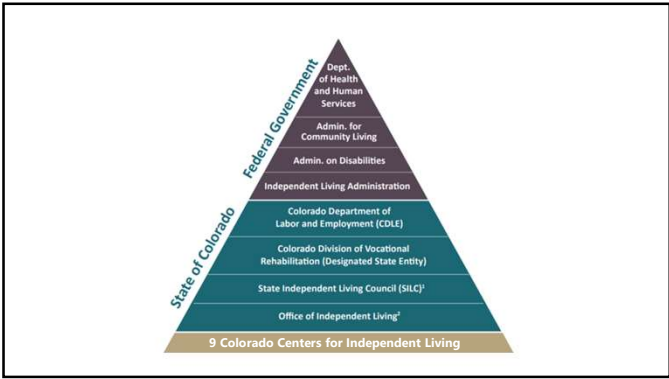 Federal Government
Dept.
of Health
and Human
Services
Admin. for
Community Living
Admin. on Disabilities
Independent Living Administration
State of Colorado
Colorado Department of
Labor and Employment (CDLE)
Colorado Division of Vocational
Rehabilitation (Designated State Entity)
State Independent Living Council (SILC)¹
Office of Independent Living²
9 Colorado Centers for Independent Living